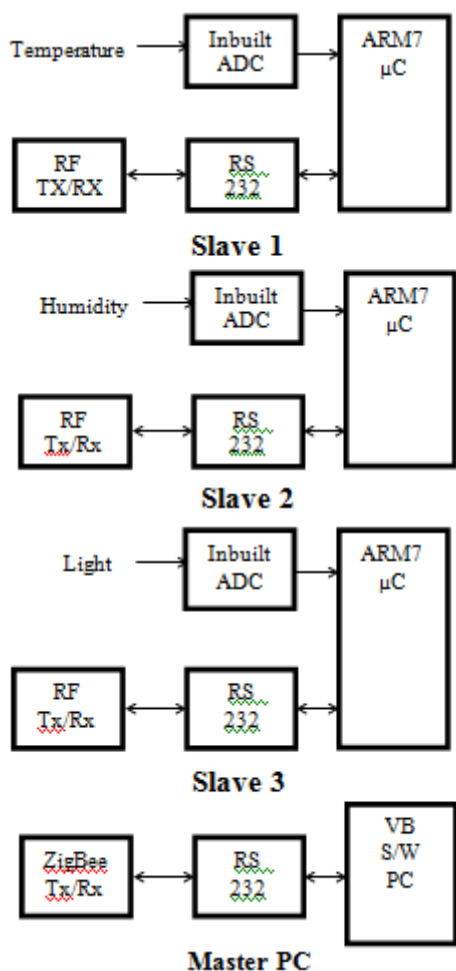 Temperature
Inbuilt
ADC
ARM7
μC
RF
TX/RX
RS
232
Slave 1
Humidity
Inbuilt
ADC
ARM7
μC
RF
Tx/Rx
RS
232
Slave 2
Light
Inbuilt
ADC
ARM7
μC
RF
Tx/Rx
RS
232
Slave 3
ZigBee
Tx/Rx
RS
232
VB
S/W
PC
Master PC